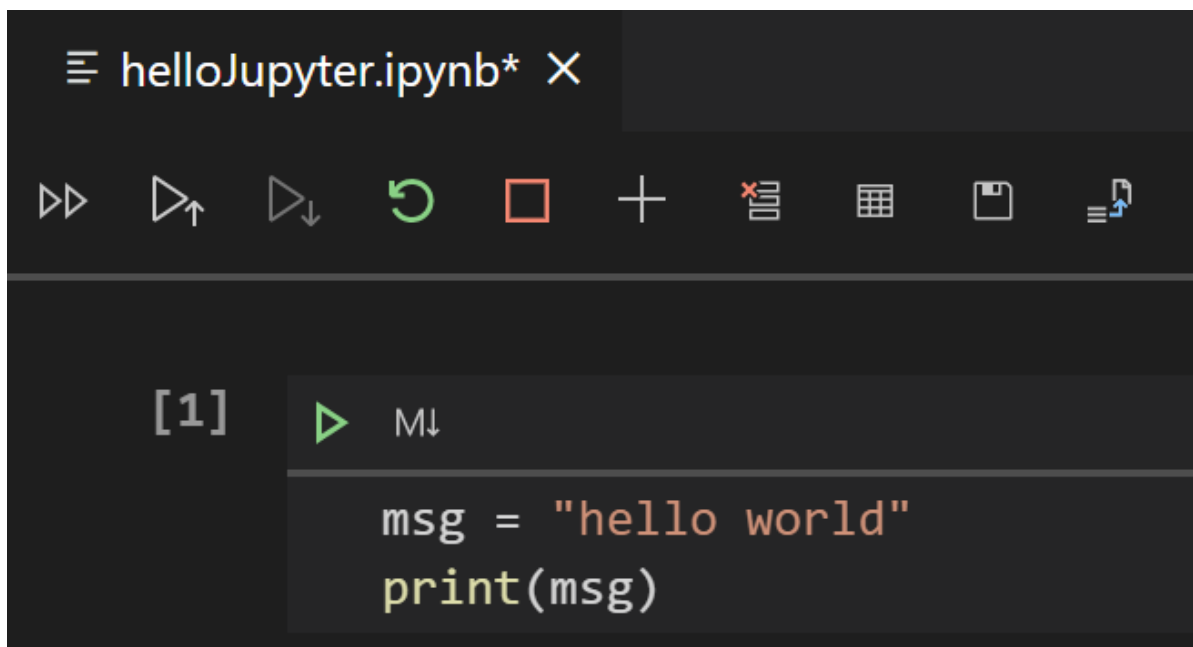 helloJupyter.ipynb*
[1]
M↓
msg = "hello world"
print(msg)